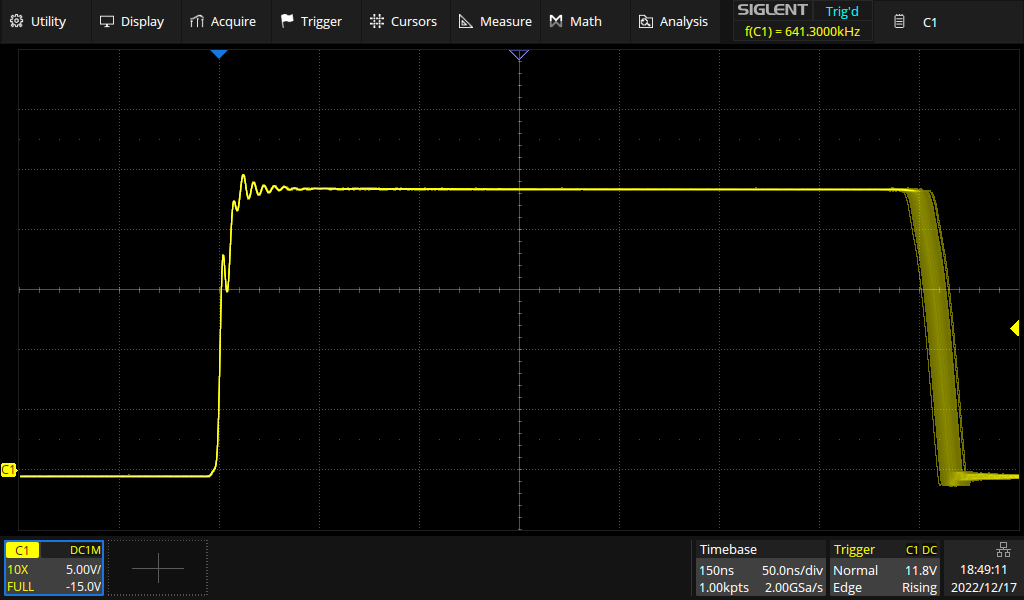 Utility Display Acquire Trigger Cursors Measure Math Analysis SIGLENT Trig'd C1
f(C1) = 641.3000kHz
C1
C1 DC1M Timebase Trigger C1 DC
10X 5.00V/ 150ns 50.0ns/div Normal 11.8V 18:49:11
FULL -15.0V 1.00kpts 2.00GSa/s Edge Rising 2022/12/17